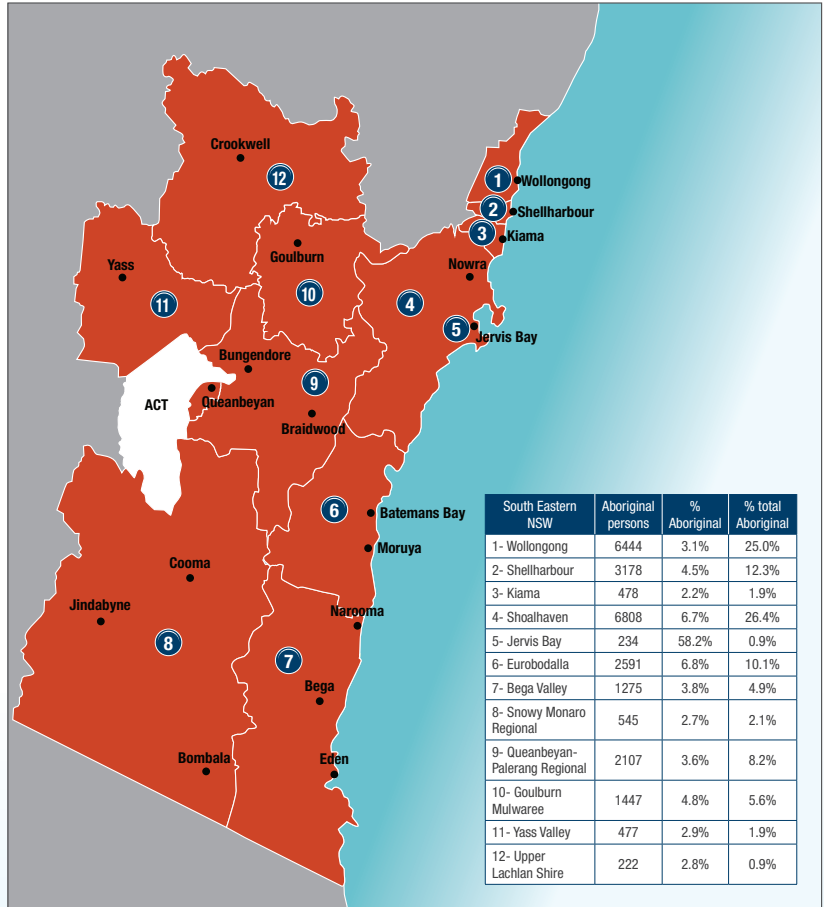 Crookwell
12
1
Wollongong
2
Shellharbour
3
Kiama
Goulburn
Nowra
Yass
10
11
4
5
Jervis Bay
Bungendore
9
ACT
Queanbeyan
Braidwood
6
Batemans Bay
Moruya
Cooma
Jindabyne
Narooma
8
7
Bega
Bombala
Eden
South Eastern NSW | Aboriginal persons | % Aboriginal | % total Aboriginal
1- Wollongong 6444 3.1% 25.0%
2- Shellharbour 3178 4.5% 12.3%
3- Kiama 478 2.2% 1.9%
4- Shoalhaven 6808 6.7% 26.4%
5- Jervis Bay 234 58.2% 0.9%
6- Eurobodalla 2591 6.8% 10.1%
7- Bega Valley 1275 3.8% 4.9%
8- Snowy Monaro
Regional 545 2.7% 2.1%
9- Queanbeyan-
Palerang Regional 2107 3.6% 8.2%
10- Goulburn
Mulwaree 1447 4.8% 5.6%
11- Yass Valley 477 2.9% 1.9%
12- Upper
Lachlan Shire 222 2.8% 0.9%